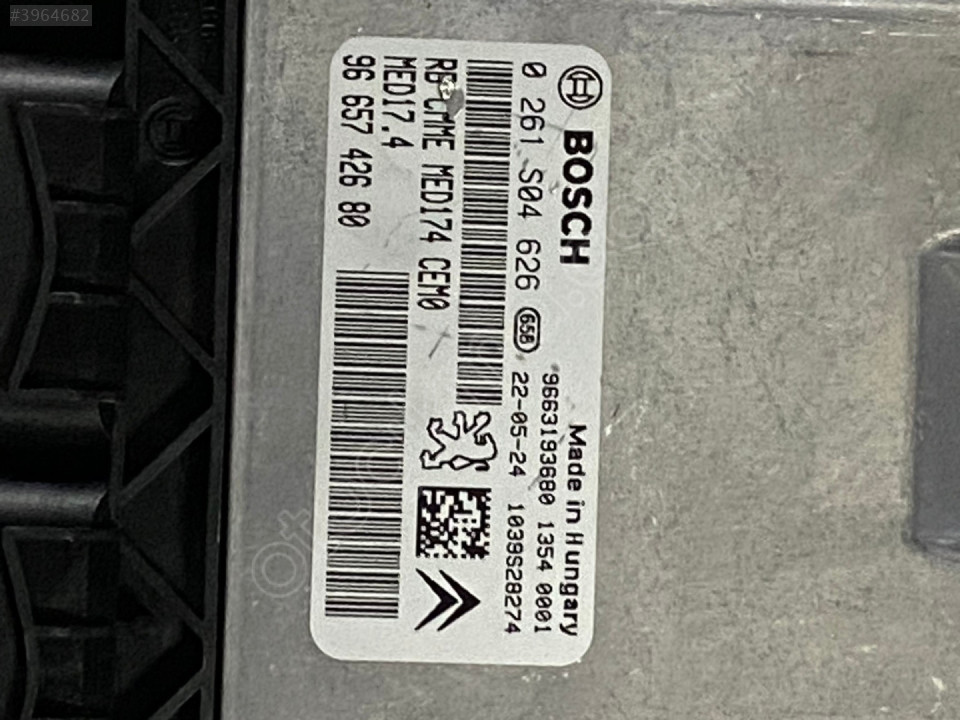 #3964682
BOSCH
Made in Hungary
0 261 S04 626 658
9663193680 1354 0001
22-05-24 1039S28274
MED174 CEM0
MED17.4
96 657 426 80